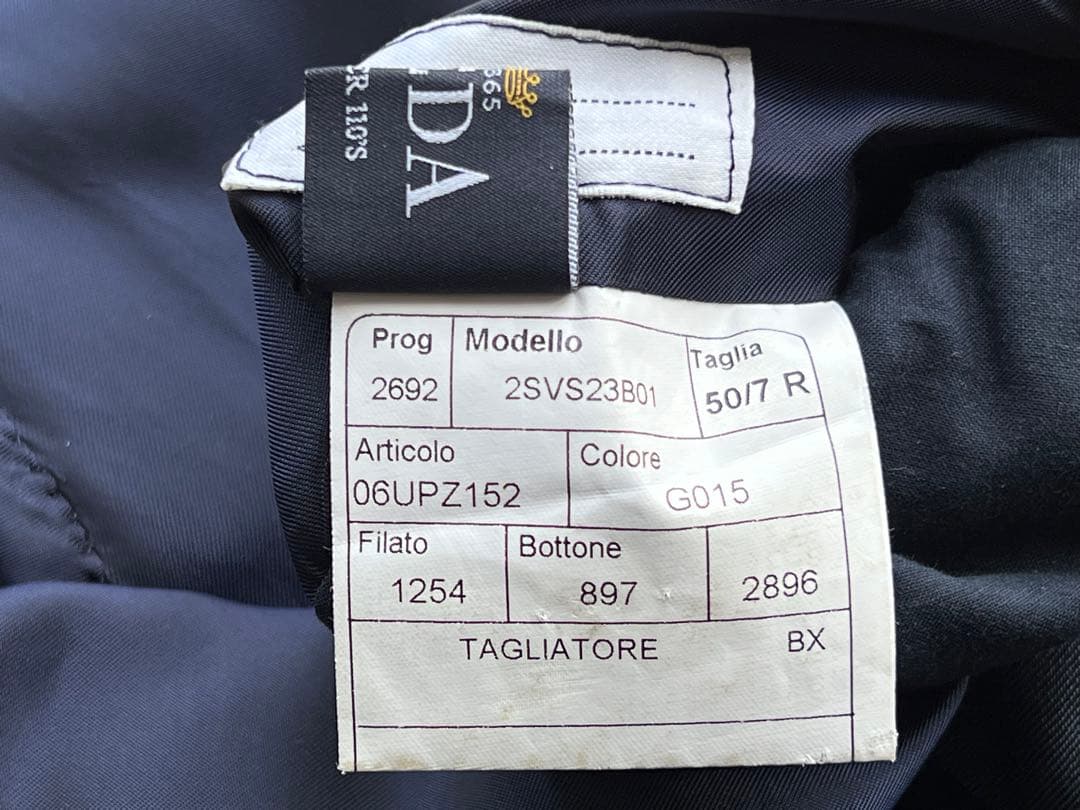 365
DA
ER 110'S
Prog Modello Taglia
2692 2SVS23B01 50/7 R
Articolo Colore
06UPZ152 G015
Filato Bottone
1254 897 2896
TAGLIATORE BX